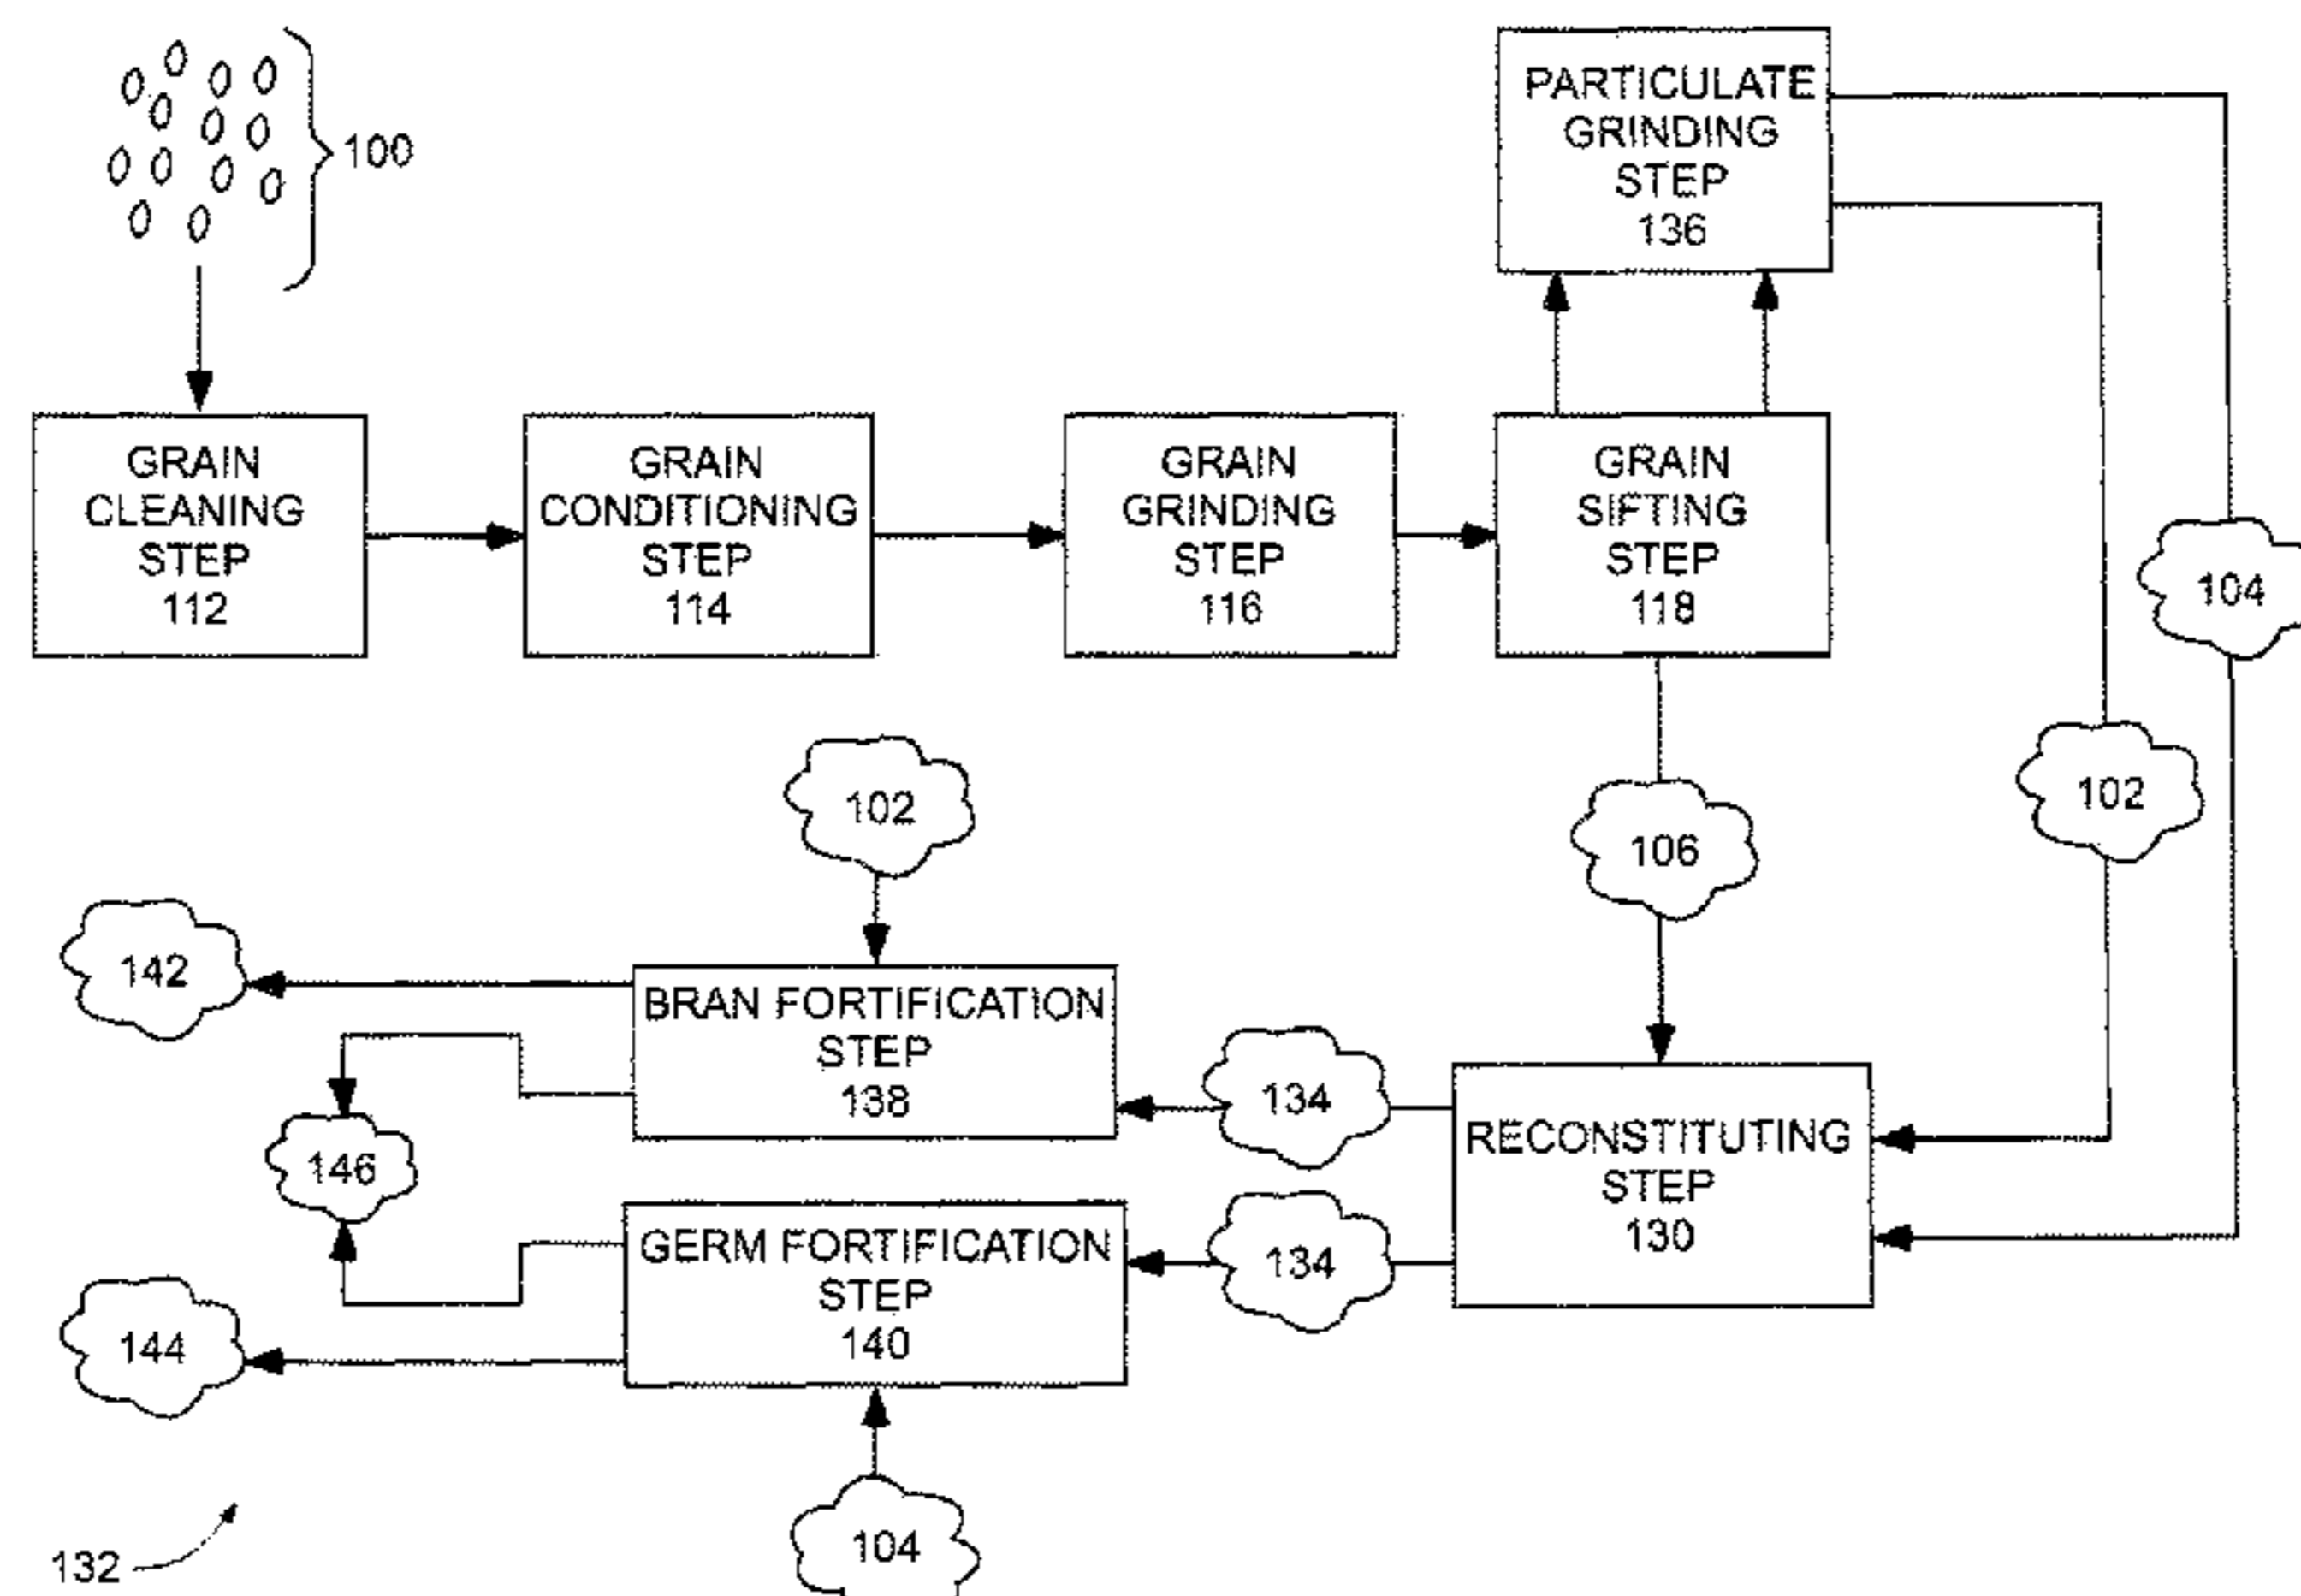 100
PARTICULATE
GRINDING
STEP
136
GRAIN
CLEANING
STEP
112
GRAIN
CONDITIONING
STEP
114
GRAIN
GRINDING
STEP
116
GRAIN
SIFTING
STEP
118
104
102
102
106
142
BRAN FORTIFICATION
STEP
138
134
RECONSTITUTING
STEP
130
146
GERM FORTIFICATION
STEP
140
134
144
104
132